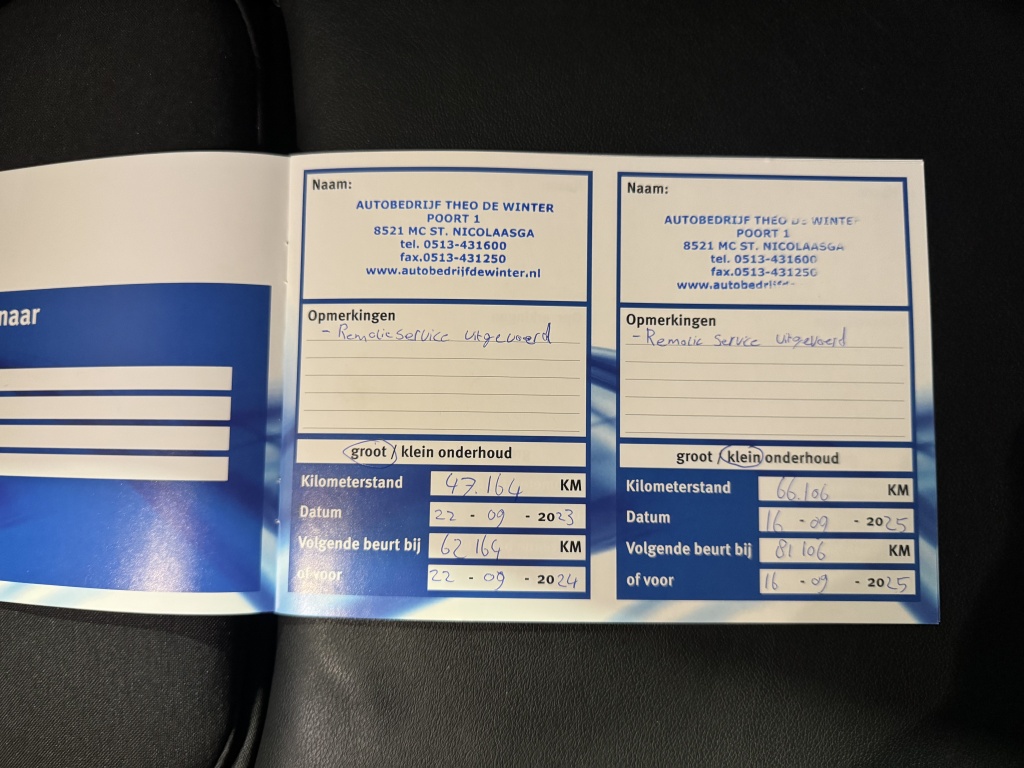 naar
Naam:
AUTOBEDRIJF THEO DE WINTER
POORT 1
8521 MC ST. NICOLAASGA
tel. 0513-431600
fax.0513-431250
www.autobedrijfdewinter.nl
Opmerkingen
- Remolie service uitgevoerd
groot / klein onderhoud
Kilometerstand 47.164 KM
Datum 22 - 09 - 2023
Volgende beurt bij 62 164 KM
of voor 22 - 09 - 2024
Naam:
AUTOBEDRIJF THEO DE WINTER
POORT 1
8521 MC ST. NICOLAASGA
tel. 0513-431600
fax.0513-431250
www.autobedrij
Opmerkingen
- Remolie service uitgevoerd
groot / klein onderhoud
Kilometerstand 66.106 KM
Datum 16 - 09 - 2025
Volgende beurt bij 81 106 KM
of voor 16 - 09 - 2025